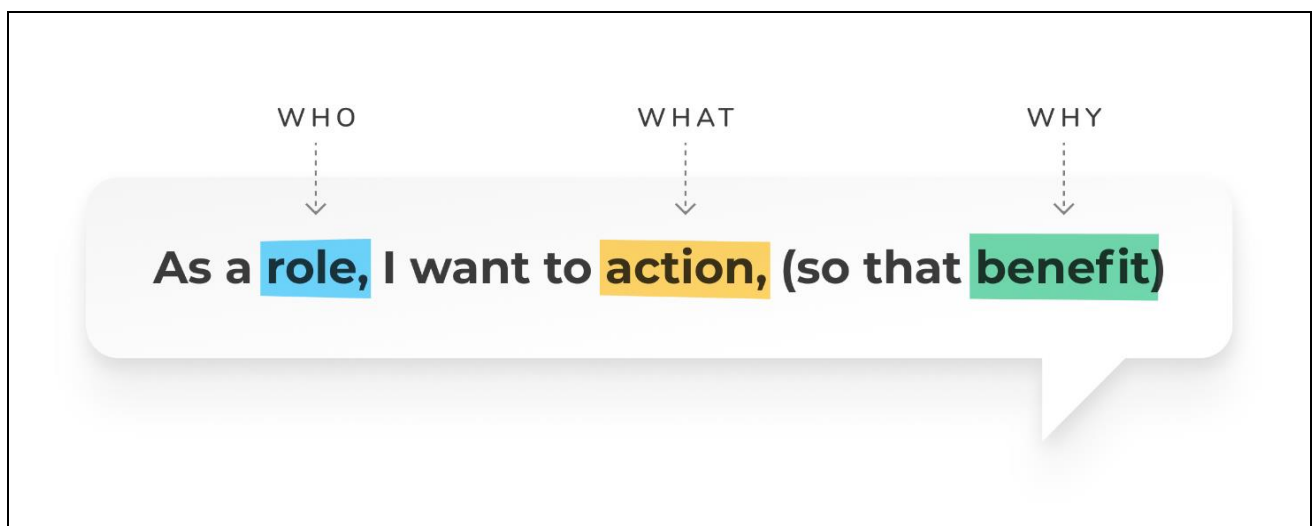 WHO WHAT WHY
As a role, I want to action, (so that benefit)